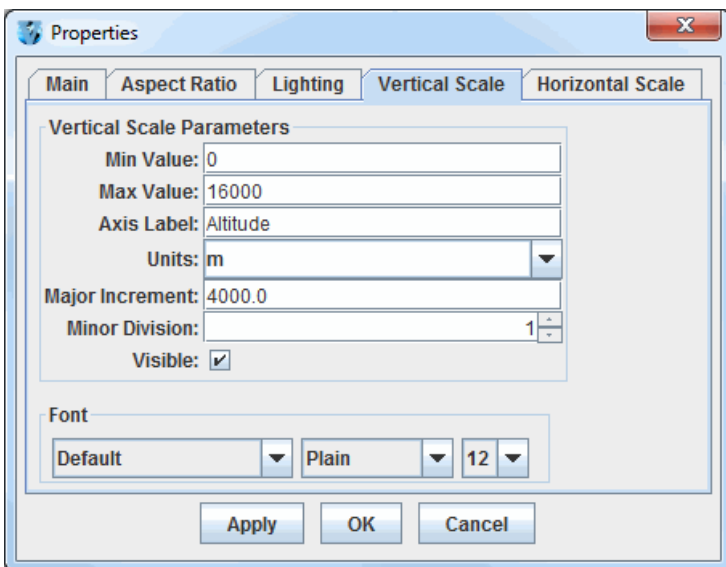 Properties
Main Aspect Ratio Lighting Vertical Scale Horizontal Scale
Vertical Scale Parameters
Min Value: 0
Max Value: 16000
Axis Label: Altitude
Units: m
Major Increment: 4000.0
Minor Division: 1
Visible:
Font
Default Plain 12
Apply OK Cancel